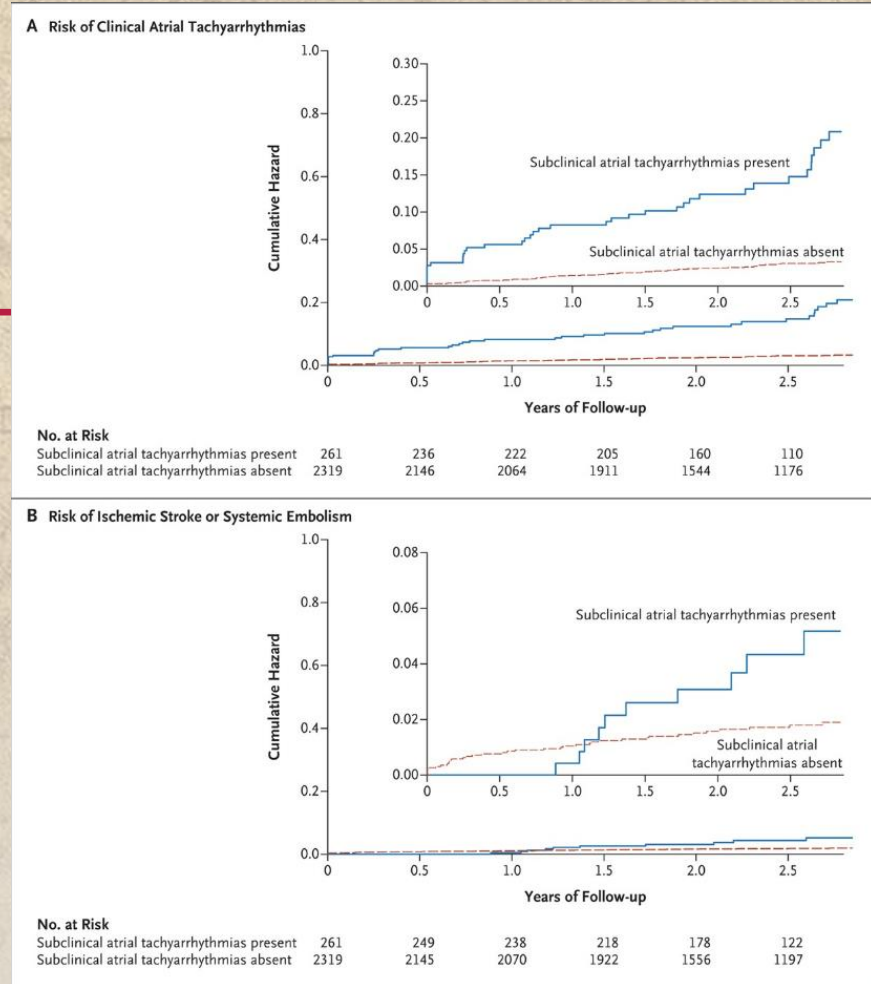 A Risk of Clinical Atrial Tachyarrhythmias
1.0
0.8
0.6
0.4
0.2
0.0
Cumulative Hazard
0.30
0.25
0.20
0.15
0.10
0.05
0.00
Subclinical atrial tachyarrhythmias present
Subclinical atrial tachyarrhythmias absent
0 0.5 1.0 1.5 2.0 2.5
0 0.5 1.0 1.5 2.0 2.5
Years of Follow-up
No. at Risk
Subclinical atrial tachyarrhythmias present 261 236 222 205 160 110
Subclinical atrial tachyarrhythmias absent 2319 2146 2064 1911 1544 1176
B Risk of Ischemic Stroke or Systemic Embolism
1.0
0.8
0.6
0.4
0.2
0.0
Cumulative Hazard
0.08
0.06
0.04
0.02
0.00
Subclinical atrial tachyarrhythmias present
Subclinical atrial
tachyarrhythmias absent
0 0.5 1.0 1.5 2.0 2.5
0 0.5 1.0 1.5 2.0 2.5
Years of Follow-up
No. at Risk
Subclinical atrial tachyarrhythmias present 261 249 238 218 178 122
Subclinical atrial tachyarrhythmias absent 2319 2145 2070 1922 1556 1197